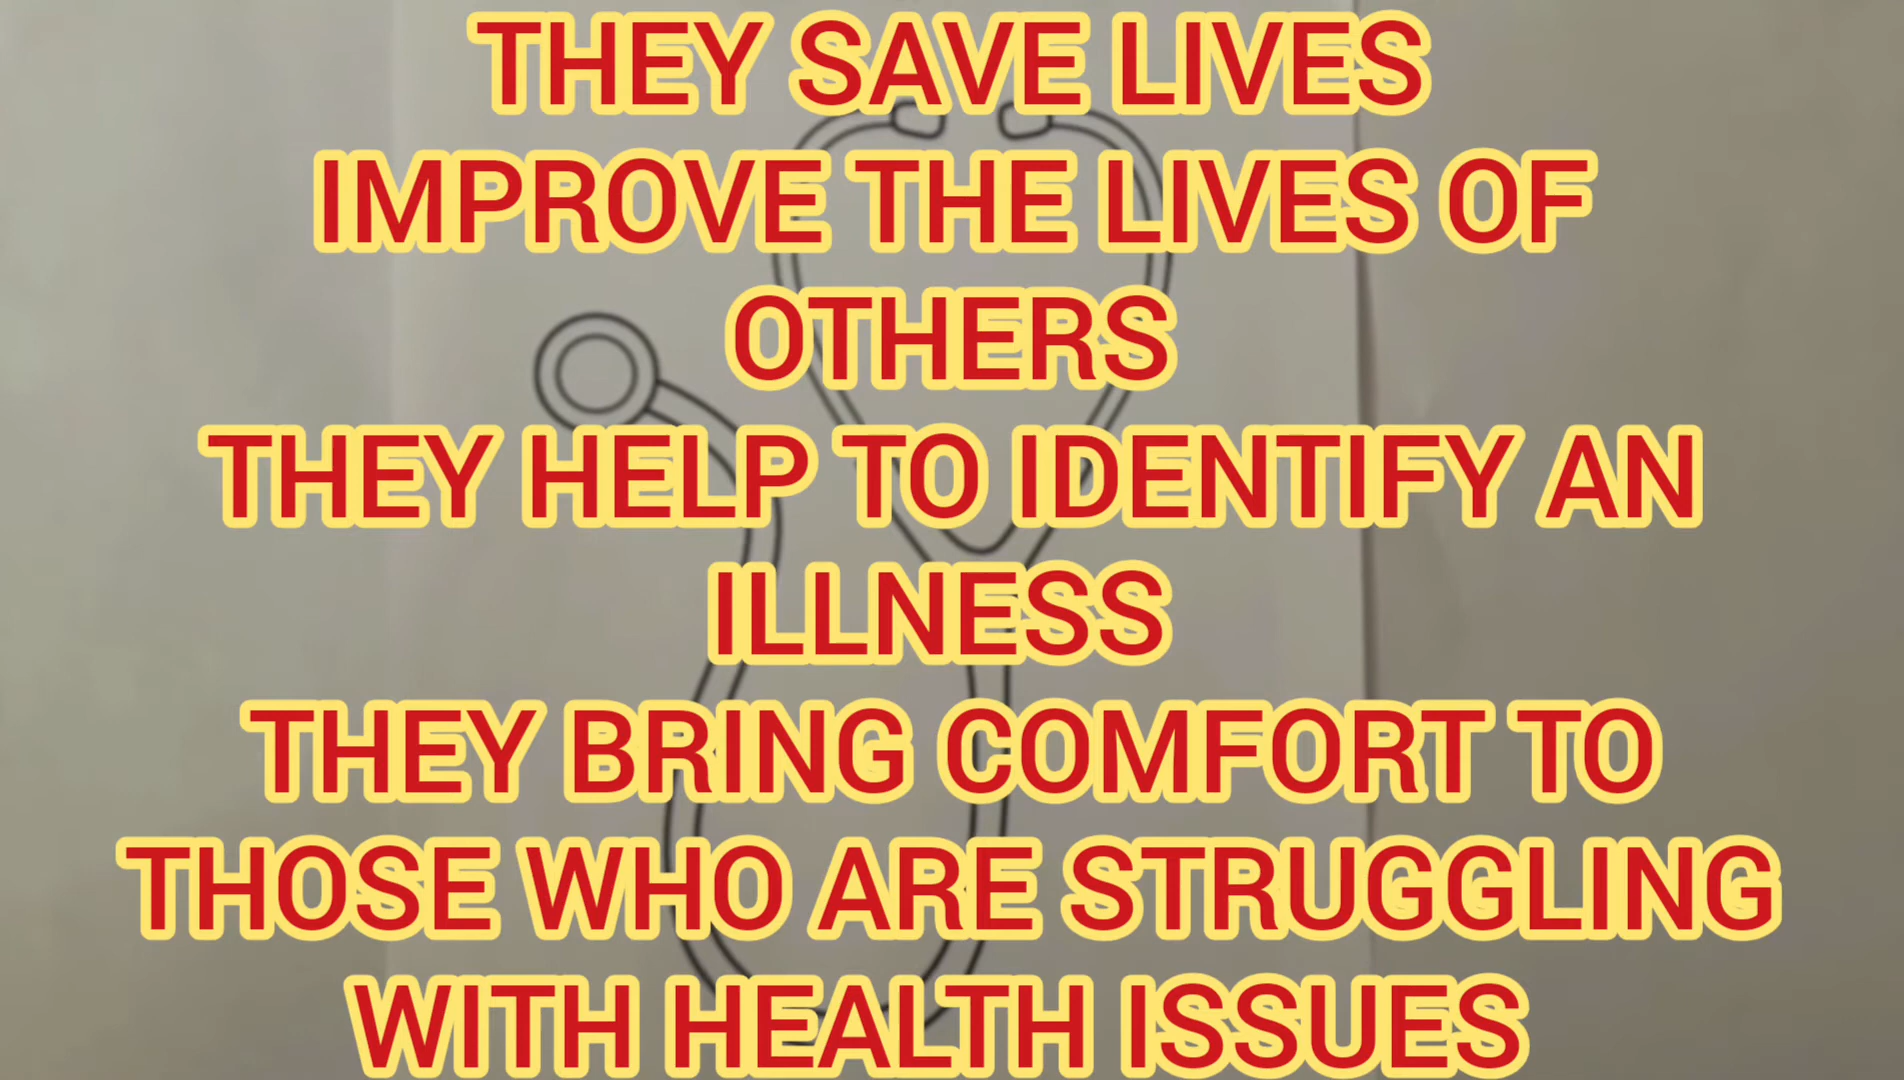 THEY SAVE LIVES
IMPROVE THE LIVES OF
OTHERS
THEY HELP TO IDENTIFY AN
ILLNESS
THEY BRING COMFORT TO
THOSE WHO ARE STRUGGLING
WITH HEALTH ISSUES